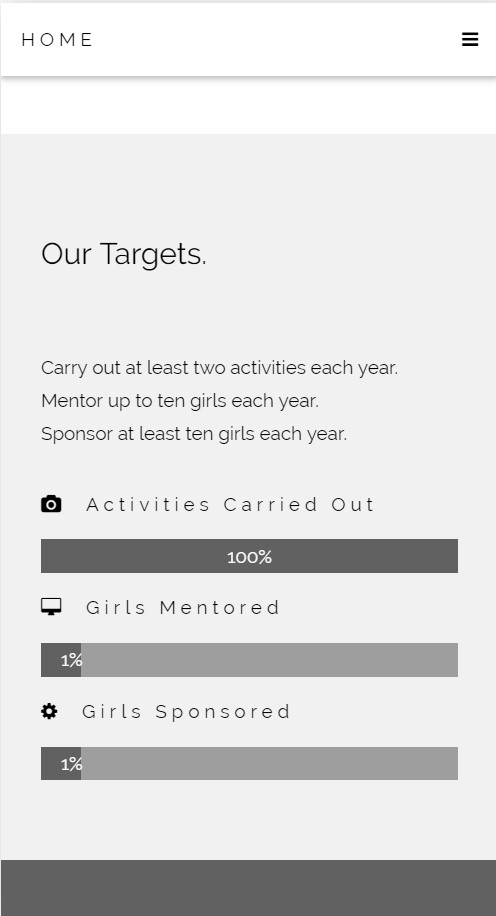 HOME
Our Targets.
Carry out at least two activities each year.
Mentor up to ten girls each year.
Sponsor at least ten girls each year.
Activities Carried Out
100%
Girls Mentored
1%
Girls Sponsored
1%